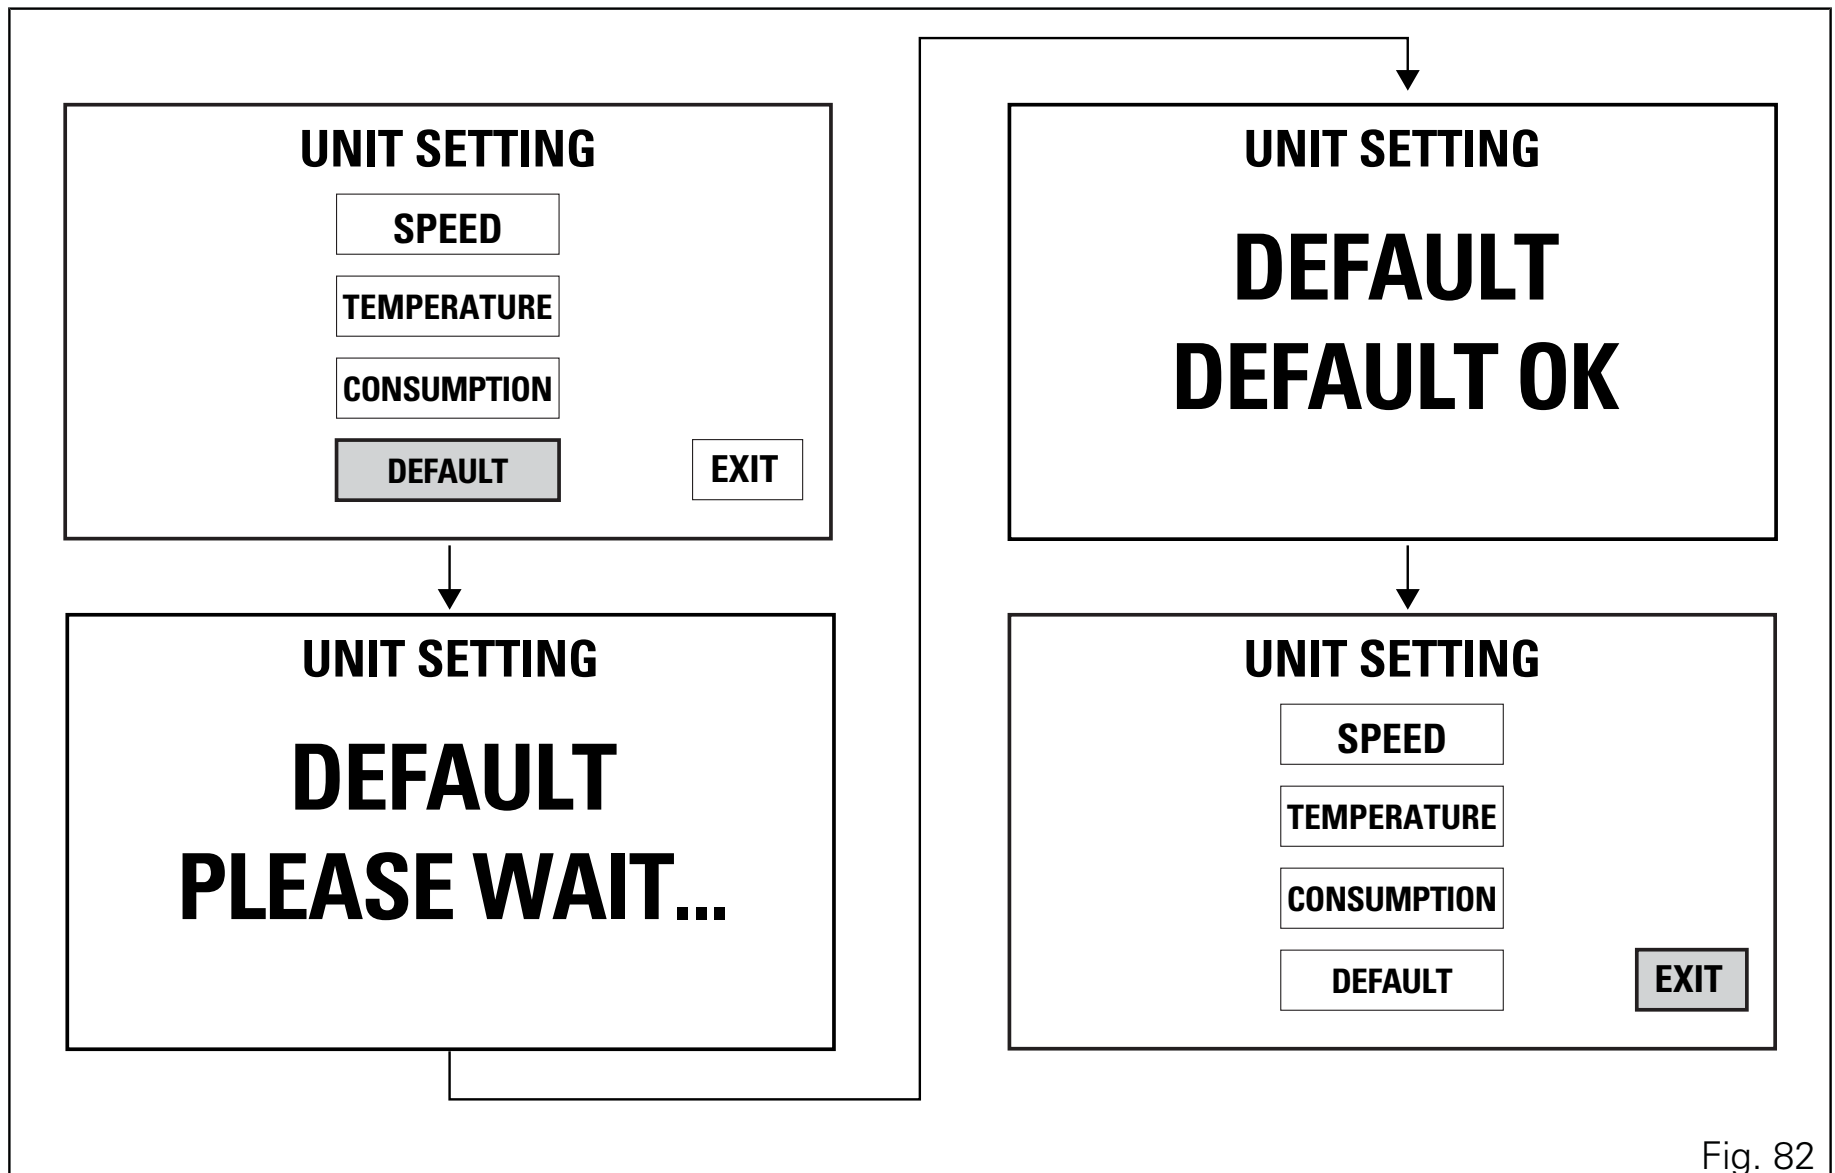 UNIT SETTING
SPEED
TEMPERATURE
CONSUMPTION
DEFAULT
EXIT
UNIT SETTING
DEFAULT
PLEASE WAIT...
UNIT SETTING
DEFAULT
DEFAULT OK
UNIT SETTING
SPEED
TEMPERATURE
CONSUMPTION
DEFAULT
EXIT
Fig. 82